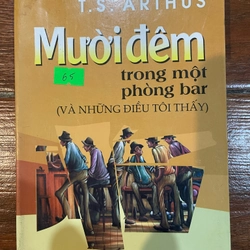 T.S. ARTHUS
Mười đêm
65
trong một
phòng bar
(VÀ NHỮNG ĐIỀU TÔI THẤY)